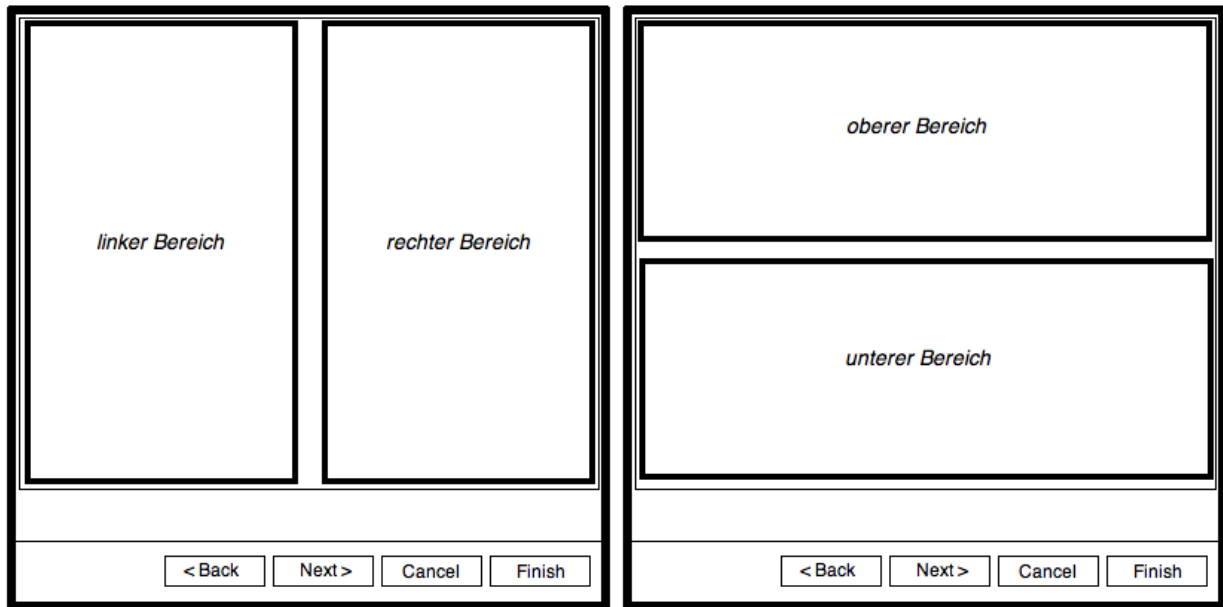 linker Bereich
rechter Bereich
< Back
Next >
Cancel
Finish
oberer Bereich
unterer Bereich
< Back
Next >
Cancel
Finish